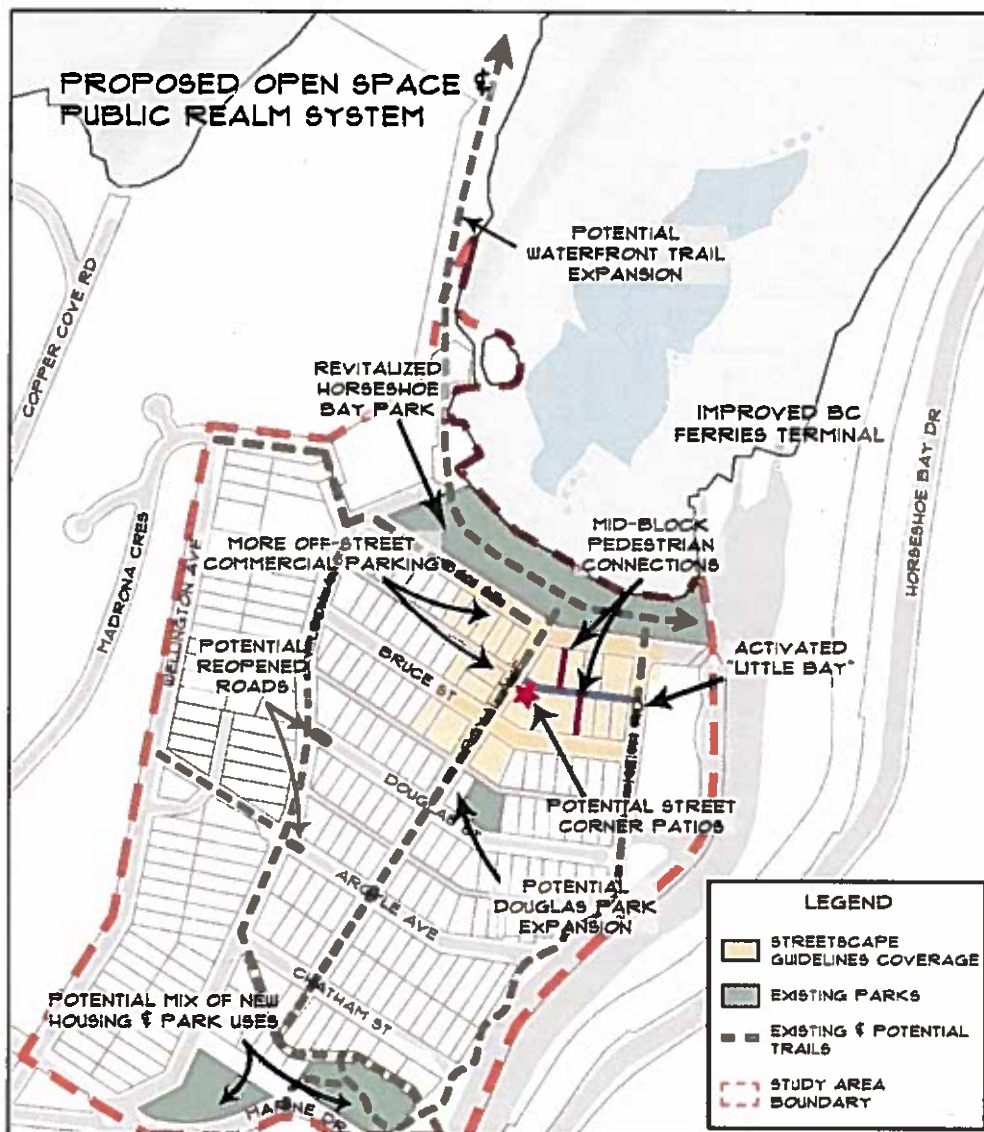 PROPOSED OPEN SPACE &
PUBLIC REALM SYSTEM
POTENTIAL
WATERFRONT TRAIL
EXPANSION
COPPER COVE RD
REVITALIZED
HORSESHOE
BAY PARK
IMPROVED BC
FERRIES TERMINAL
HORSESHOE BAY DR
MID-BLOCK
PEDESTRIAN
CONNECTIONS
MORE OFF-STREET
COMMERCIAL PARKING
MADRONA CRES
WELLINGTON AVE
POTENTIAL
REOPENED
ROADS
BRUCE ST
ACTIVATED
"LITTLE BAY"
DOUGLAS
POTENTIAL STREET
CORNER PATIOS
POTENTIAL
DOUGLAS PARK
EXPANSION
ARGYLE AVE
CHATHAM ST
POTENTIAL MIX OF NEW
HOUSING & PARK USES
MARINE DR
LEGEND
STREETSCAPE
GUIDELINES COVERAGE
EXISTING PARKS
EXISTING & POTENTIAL
TRAILS
STUDY AREA
BOUNDARY